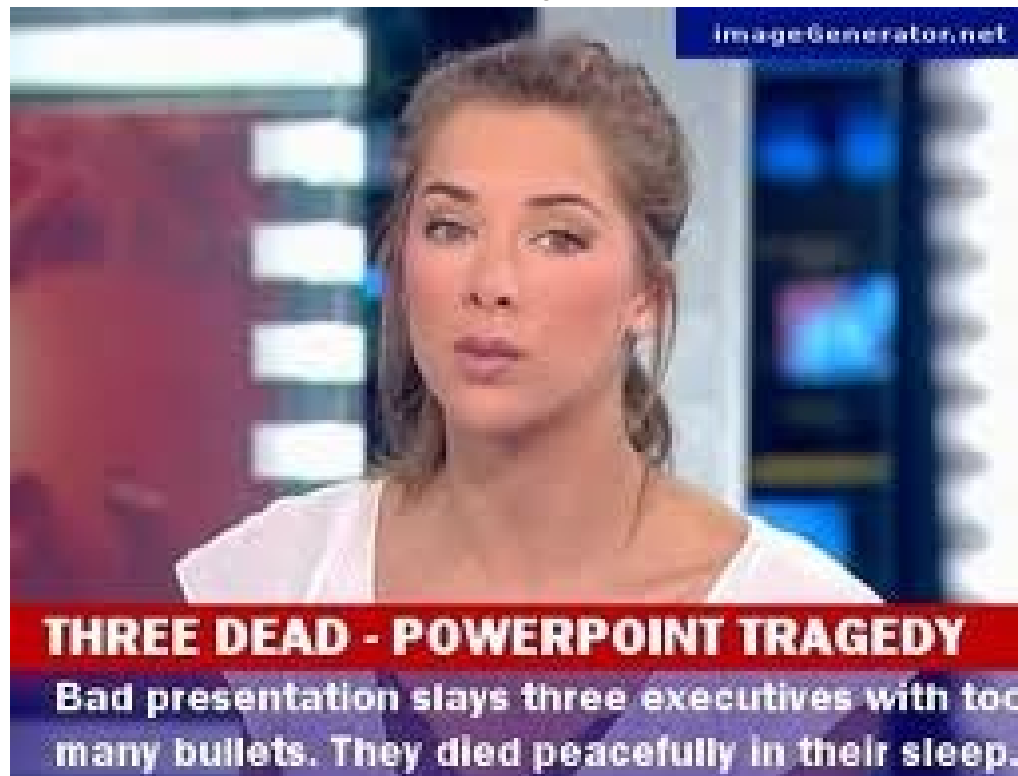 imageGenerator.net
THREE DEAD - POWERPOINT TRAGEDY
Bad presentation slays three executives with too
many bullets. They died peacefully in their sleep.